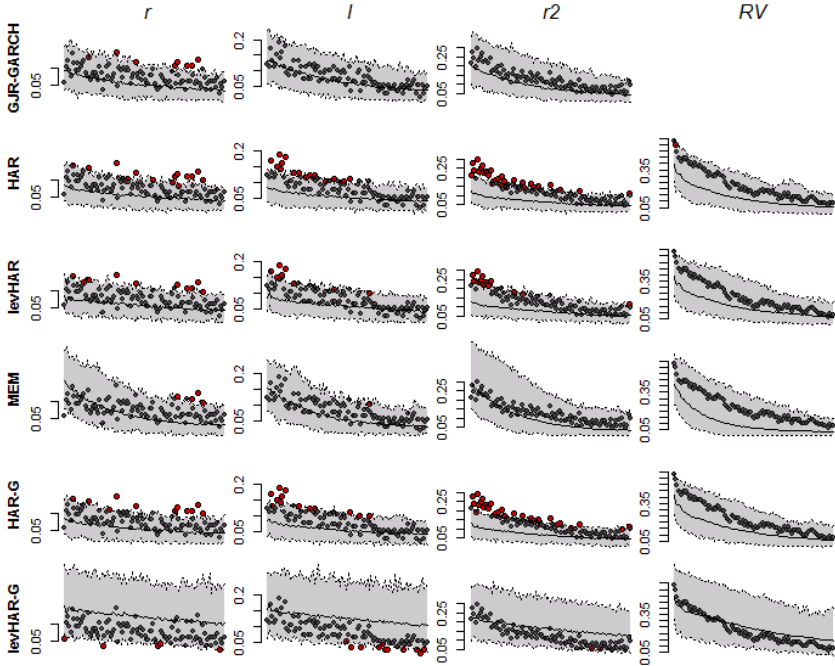 r l r2 RV
GJR-GARCH 0.05 0.05 0.2 0.05 0.25
HAR 0.05 0.05 0.2 0.05 0.25 0.05 0.35
levHAR 0.05 0.05 0.2 0.05 0.25 0.05 0.35
MEM 0.05 0.05 0.2 0.05 0.25 0.05 0.35
HAR-G 0.05 0.05 0.2 0.05 0.25 0.05 0.35
levHAR-G 0.05 0.05 0.2 0.05 0.25 0.05 0.35